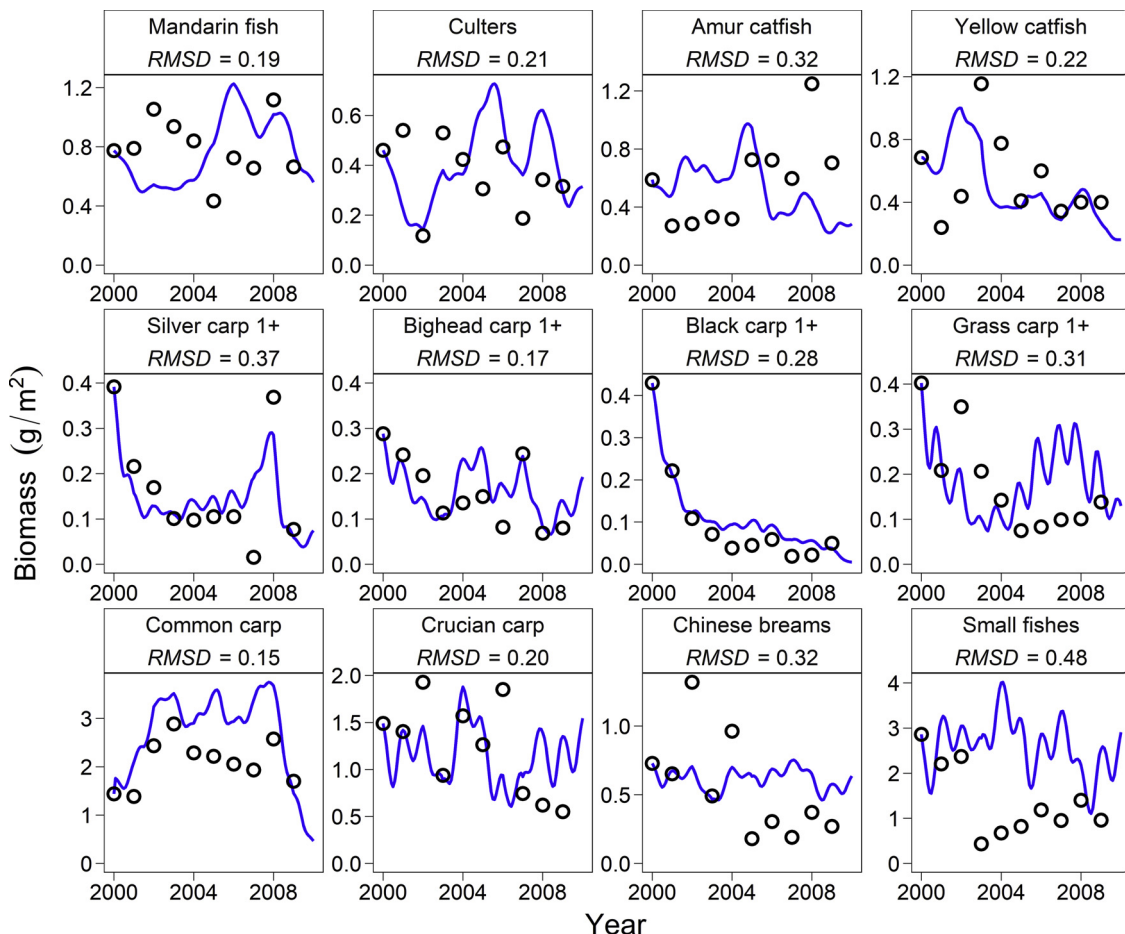 Mandarin fish
RMSD = 0.19
Culters
RMSD = 0.21
Amur catfish
RMSD = 0.32
Yellow catfish
RMSD = 0.22
1.2
0.8
0.4
0.0
2000 2004 2008
0.6
0.4
0.2
0.0
2000 2004 2008
1.2
0.8
0.4
0.0
2000 2004 2008
1.2
0.8
0.4
0.0
2000 2004 2008
Silver carp 1+
RMSD = 0.37
Bighead carp 1+
RMSD = 0.17
Black carp 1+
RMSD = 0.28
Grass carp 1+
RMSD = 0.31
Biomass (g/m²)
0.4
0.3
0.2
0.1
0.0
2000 2004 2008
0.4
0.3
0.2
0.1
0.0
2000 2004 2008
0.4
0.3
0.2
0.1
0.0
2000 2004 2008
0.4
0.3
0.2
0.1
0.0
2000 2004 2008
Common carp
RMSD = 0.15
Crucian carp
RMSD = 0.20
Chinese breams
RMSD = 0.32
Small fishes
RMSD = 0.48
3
2
1
0
2000 2004 2008
2.0
1.5
1.0
0.5
0.0
2000 2004 2008
1.0
0.5
0.0
2000 2004 2008
4
3
2
1
0
2000 2004 2008
Year